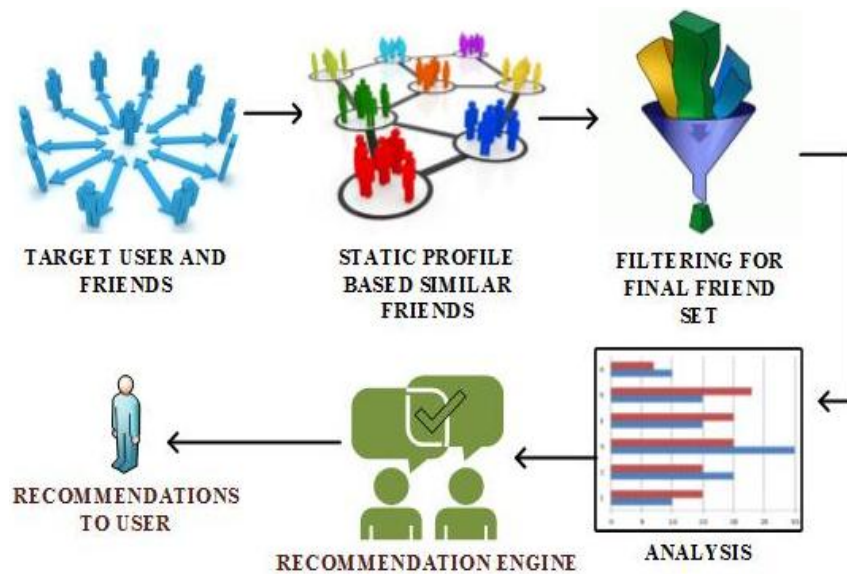 TARGET USER AND
FRIENDS
STATIC PROFILE
BASED SIMILAR
FRIENDS
FILTERING FOR
FINAL FRIEND
SET
RECOMMENDATIONS
TO USER
RECOMMENDATION ENGINE
ANALYSIS